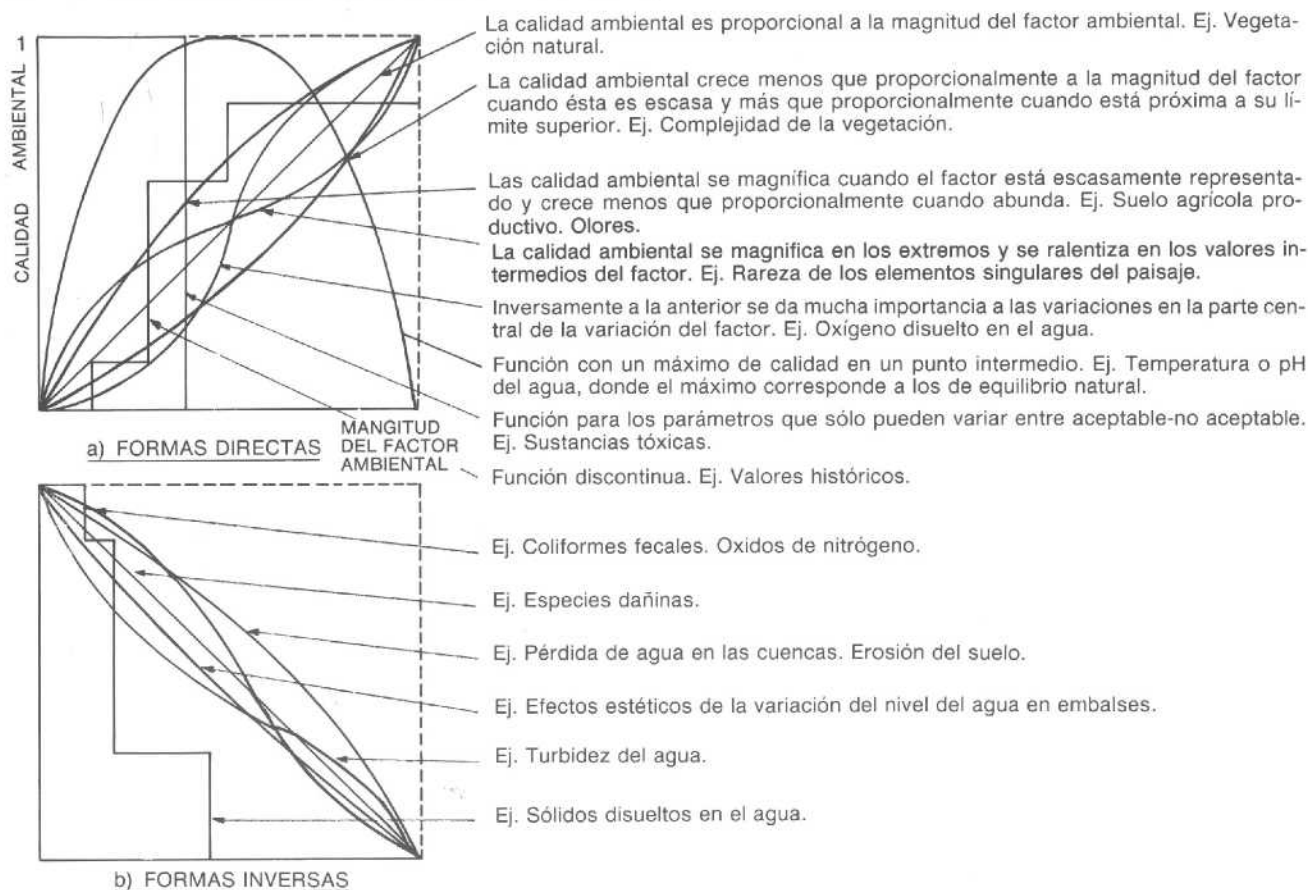 1
CALIDAD AMBIENTAL
La calidad ambiental es proporcional a la magnitud del factor ambiental. Ej. Vegeta-
ción natural.
La calidad ambiental crece menos que proporcionalmente a la magnitud del factor
cuando ésta es escasa y más que proporcionalmente cuando está próxima a su lí-
mite superior. Ej. Complejidad de la vegetación.
Las calidad ambiental se magnífica cuando el factor está escasamente representa-
do y crece menos que proporcionalmente cuando abunda. Ej. Suelo agrícola pro-
ductivo. Olores.
La calidad ambiental se magnifica en los extremos y se ralentiza en los valores in-
termedios del factor. Ej. Rareza de los elementos singulares del paisaje.
Inversamente a la anterior se da mucha importancia a las variaciones en la parte cen-
tral de la variación del factor. Ej. Oxígeno disuelto en el agua.
Función con un máximo de calidad en un punto intermedio. Ej. Temperatura o pH
del agua, donde el máximo corresponde a los de equilibrio natural.
Función para los parámetros que sólo pueden variar entre aceptable-no aceptable.
Ej. Sustancias tóxicas.
Función discontinua. Ej. Valores históricos.
a) FORMAS DIRECTAS
MANGITUD
DEL FACTOR
AMBIENTAL
Ej. Coliformes fecales. Oxidos de nitrógeno.
Ej. Especies dañinas.
Ej. Pérdida de agua en las cuencas. Erosión del suelo.
Ej. Efectos estéticos de la variación del nivel del agua en embalses.
Ej. Turbidez del agua.
Ej. Sólidos disueltos en el agua.
b) FORMAS INVERSAS